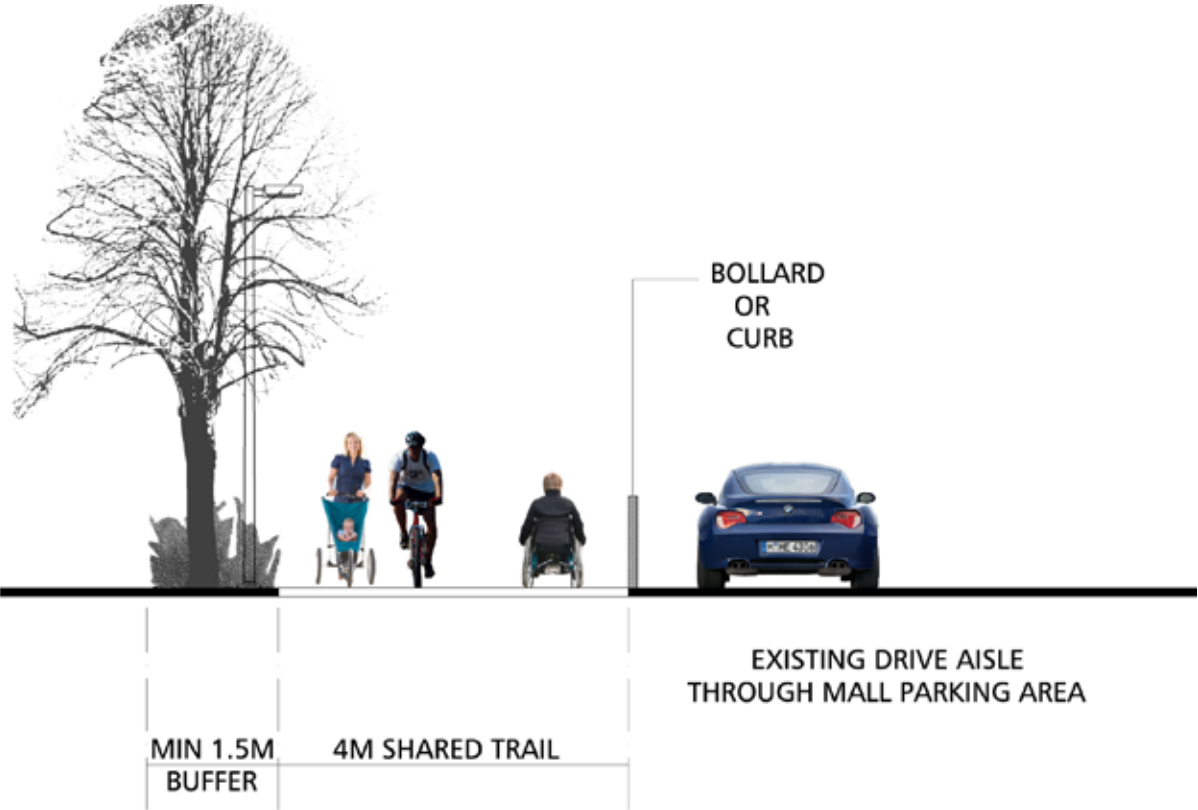 BOLLARD
OR
CURB
EXISTING DRIVE AISLE
THROUGH MALL PARKING AREA
MIN 1.5M
BUFFER
4M SHARED TRAIL